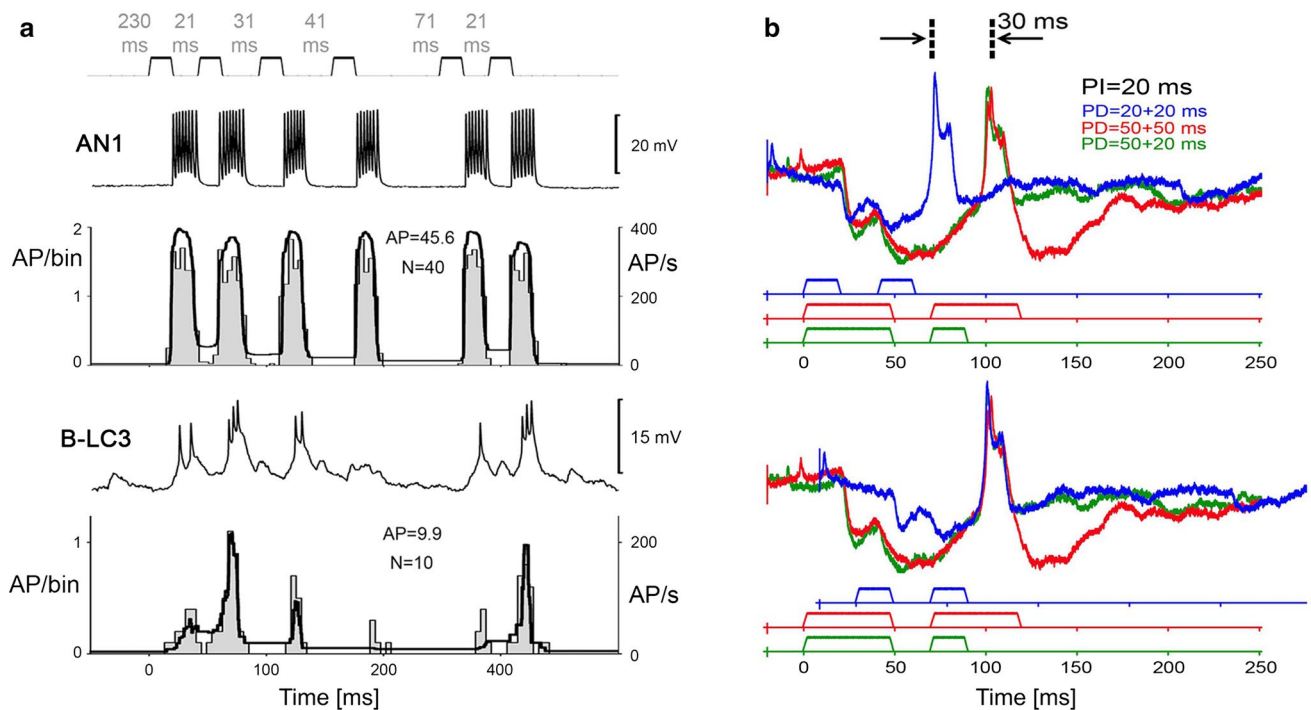 a
230 21 31 41 71 21
ms ms ms ms ms ms
AN1
20 mV
2
1
0
AP/bin
AP=45.6
N=40
400
200
0
AP/s
B-LC3
15 mV
1
0
AP/bin
AP=9.9
N=10
200
0
AP/s
0 100 200 400
Time [ms]
b
30 ms
PI=20 ms
PD=20+20 ms
PD=50+50 ms
PD=50+20 ms
0 50 100 150 200 250
0 50 100 150 200 250
Time [ms]